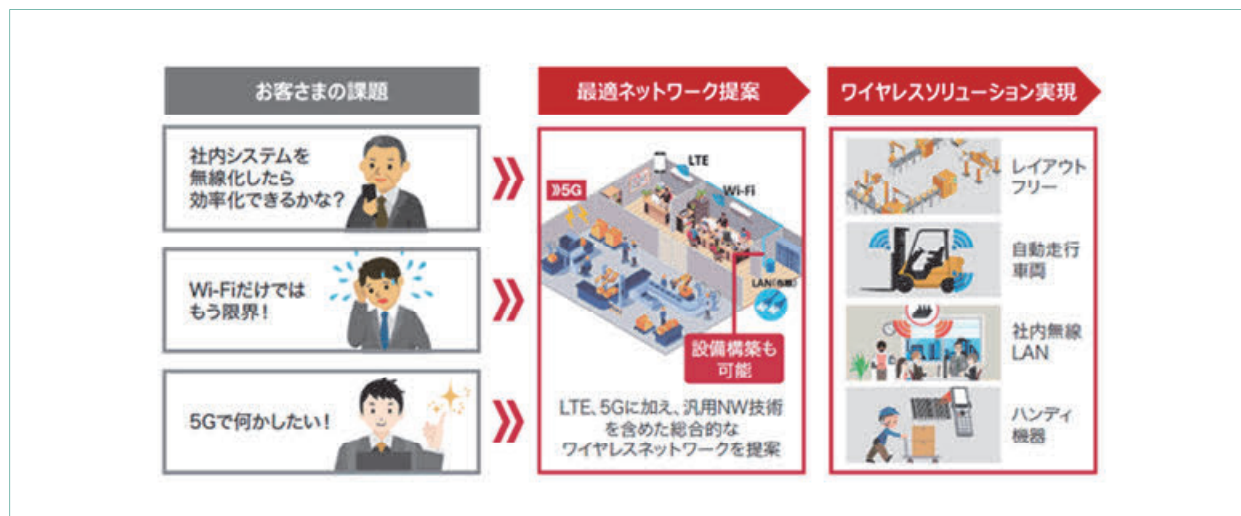 お客さまの課題
最適ネットワーク提案
ワイヤレスソリューション実現
社内システムを
無線化したら
効率化できるかな?
Wi-Fiだけでは
もう限界!
5Gで何かしたい!
LTE
Wi-Fi
5G
LAN(有線)
設備構築も
可能
LTE、5Gに加え、汎用NW技術
を含めた総合的な
ワイヤレスネットワークを提案
レイアウト
フリー
自動走行
車両
社内無線
LAN
ハンディ
機器